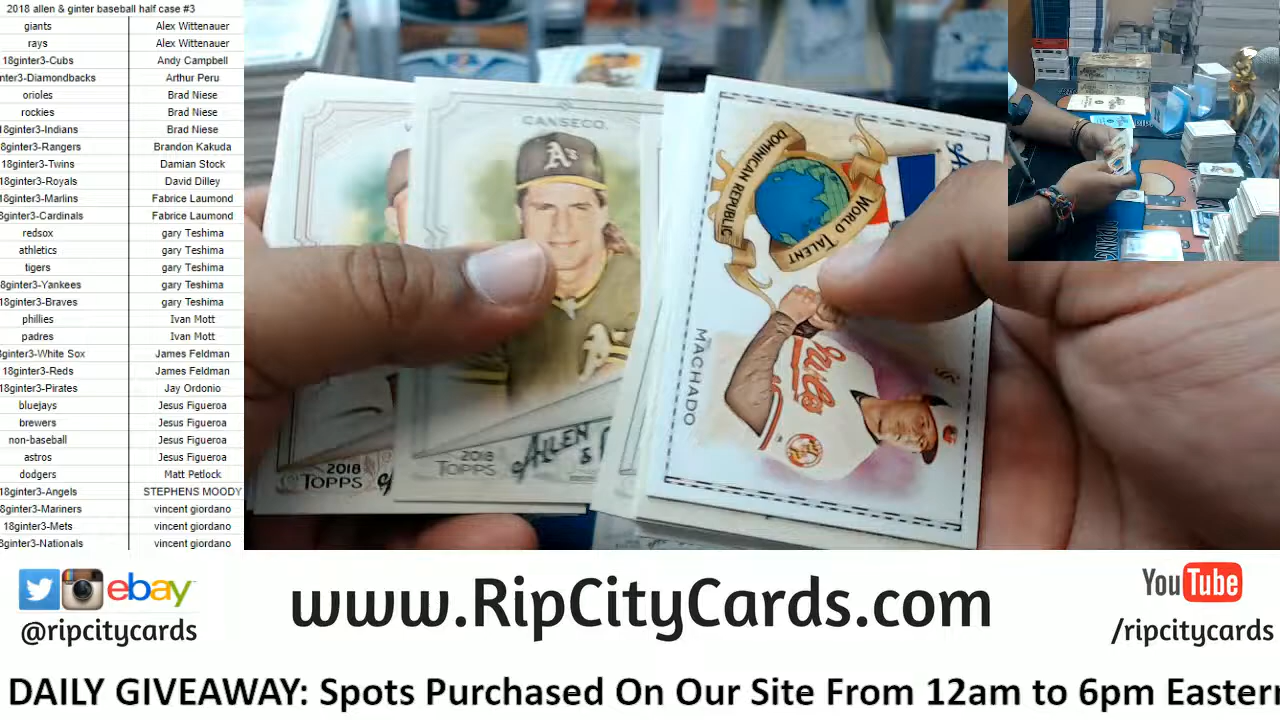 2018 allen & ginter baseball half case #3
giants Alex Wittenauer
rays Alex Wittenauer
18ginter3-Cubs Andy Campbell
nter3-Diamondbacks Arthur Peru
orioles Brad Niese
rockies Brad Niese
18ginter3-Indians Brad Niese
8ginter3-Rangers Brandon Kakuda
18ginter3-Twins Damian Stock
18ginter3-Royals David Dilley
18ginter3-Marlins Fabrice Laumond
8ginter3-Cardinals Fabrice Laumond
redsox gary Teshima
athletics gary Teshima
tigers gary Teshima
8ginter3-Yankees gary Teshima
18ginter3-Braves gary Teshima
phillies Ivan Mott
padres Ivan Mott
ginter3-White Sox James Feldman
18ginter3-Reds James Feldman
18ginter3-Pirates Jay Ordonio
bluejays Jesus Figueroa
brewers Jesus Figueroa
non-baseball Jesus Figueroa
astros Jesus Figueroa
dodgers Matt Petlock
18ginter3-Angels STEPHENS MOODY
8ginter3-Mariners vincent giordano
18ginter3-Mets vincent giordano
ginter3-Nationals vincent giordano
CANSECO
A's
2018
TOPPS
2018
TOPPS
ALLEN
&
DOMINICAN REPUBLIC
WORLD TALENT
MACHADO
ebay
@ripcitycards
www.RipCityCards.com
YouTube
/ripcitycards
DAILY GIVEAWAY: Spots Purchased On Our Site From 12am to 6pm Eastern